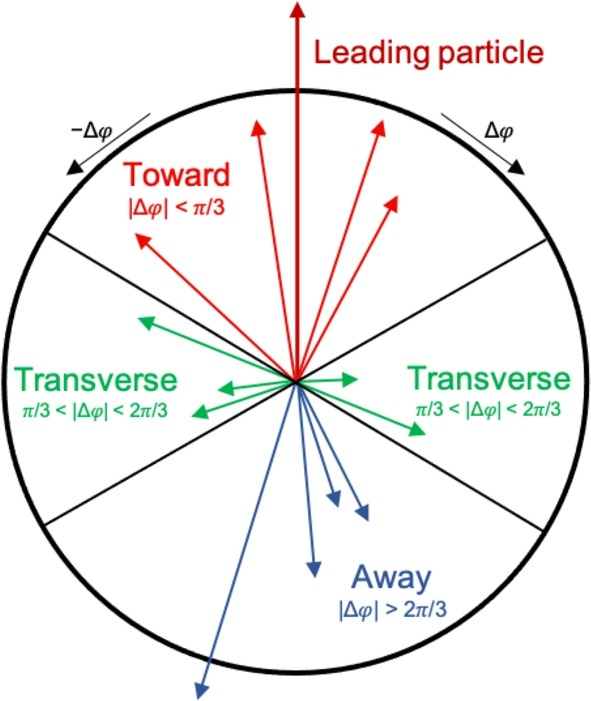 Leading particle
−Δφ
Δφ
Toward
|Δφ| < π/3
Transverse
π/3 < |Δφ| < 2π/3
Transverse
π/3 < |Δφ| < 2π/3
Away
|Δφ| > 2π/3